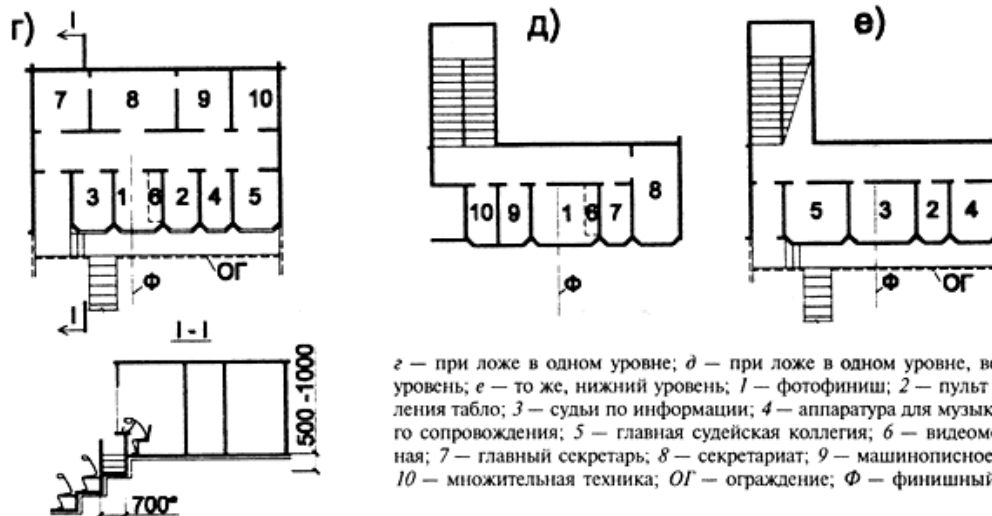 г) I д) е)
7 8 9 10
3 1 6 2 4 5
10 9 1 6 7 8
5 3 2 4
ОГ
Ф
Ф
Ф ОГ
I
I - I
500 -1000
700*
г — при ложе в одном уровне; д — при ложе в одном уровне,
уровень; е — то же, нижний уровень; 1 — фотофиниш; 2 — пульт
ления табло; 3 — судьи по информации; 4 — аппаратура для
го сопровождения; 5 — главная судейская коллегия; 6 —
ная; 7 — главный секретарь; 8 — секретариат; 9 — машинописное
10 — множительная техника; ОГ — ограждение; Ф — финишный